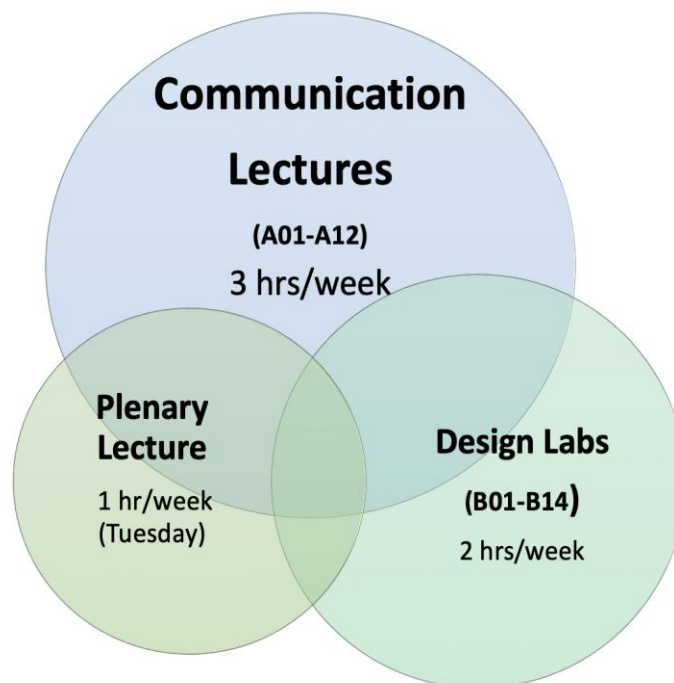 Communication
Lectures
(A01-A12)
3 hrs/week
Plenary
Lecture
1 hr/week
(Tuesday)
Design Labs
(B01-B14)
2 hrs/week